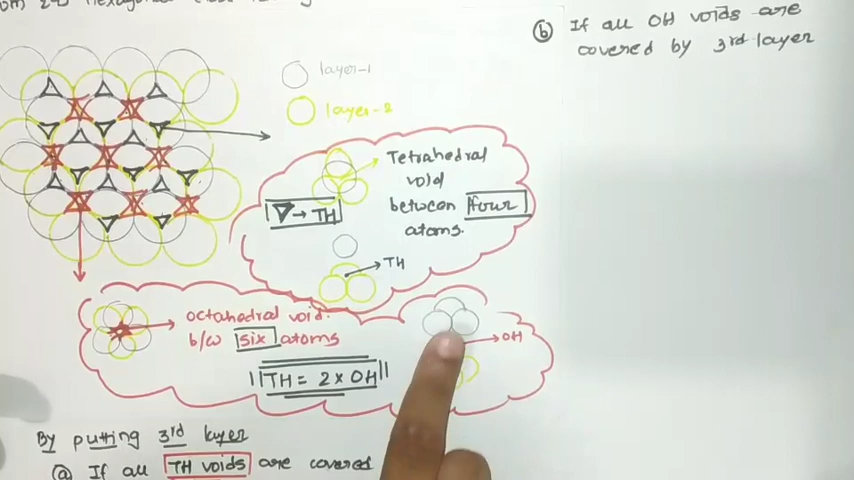 layer-1
layer-2
Tetrahedral
void
between four
atoms.
▽ → TH
TH
octahedral void.
b/w six atoms
OH
TH = 2 x OH
By putting 3rd layer
(a) If all TH voids are covered
(b) If all OH voids are
covered by 3rd layer